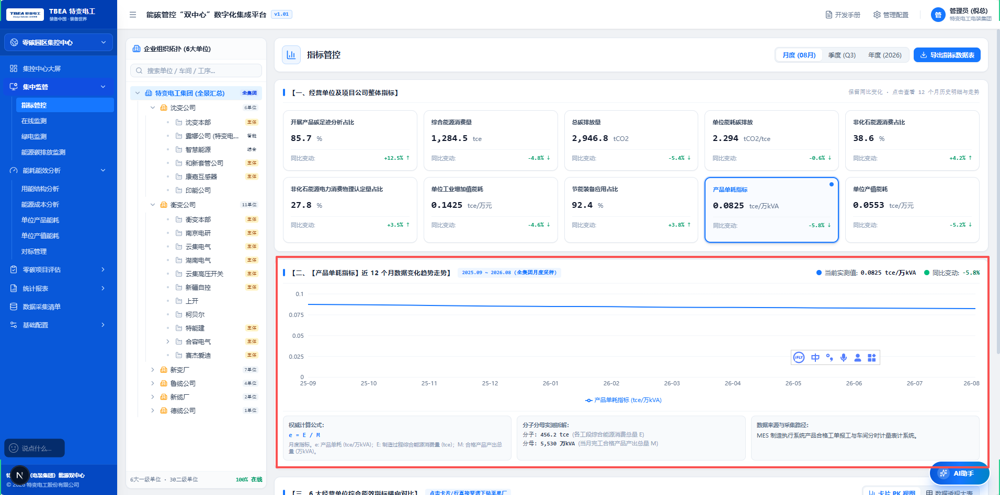 TBEA 特变电工
TBEA 特变电工
装备中国·装备世界
能碳管控“双中心”数字化集成平台
v1.01
开发手册
管理配置
管
管理员 (倪总)
特变电工电装集团
零碳园区集控中心
集控中心大屏
集中监管
指标管控
在线监测
绿电监测
能源碳排放监测
能耗能效分析
用能结构分析
能源成本分析
单位产品能耗
单位产值能耗
对标管理
零碳项目评估
统计报表
数据采集清单
基础配置
说点什么...
N
(电装集团) 能源双中心
特变电工股份有限公司
企业组织拓扑 (6大单位)
搜索单位 / 车间 / 工序...
特变电工集团 (全景汇总) 全集团
沈变公司 6单位
沈变本部 主体
露娜公司 (特变电... 智能
智慧能源 综合
和新套管公司 主体
康嘉互感器 主体
印能公司
衡变公司 11单位
衡变本部 主体
南京电研 主体
云集电气 主体
湖南电气 主体
云集高压开关 主体
新疆自控 主体
上开
柯贝尔
特能建 主体
合容电气 主体
赛杰爱迪 主体
新变厂 7单位
鲁缆公司 4单位
新缆厂 2单位
德缆公司 1单位
6大一级单位 · 30二级单位 100% 在线
指标管控
月度 (08月) 季度 (Q3) 年度 (2026)
导出指标数据表
【一、经营单位及项目公司整体指标】
保留同比变化 · 点击查看 12 个月历史明细与走势
开展产品碳足迹分析占比
85.7 %
同比变动: +12.5% ↑
综合能源消费量
1,284.5 tce
同比变动: -4.8% ↓
总碳排放量
2,946.8 tCO2
同比变动: -5.4% ↓
单位能耗碳排放
2.294 tCO2/tce
同比变动: -0.6% ↓
非化石能源消费占比
38.6 %
同比变动: +4.2% ↑
非化石能源电力消费物理认定量占比
27.8 %
同比变动: +3.5% ↑
单位工业增加值能耗
0.1425 tce/万元
同比变动: -4.6% ↓
节能装备应用占比
92.4 %
同比变动: +3.8% ↑
产品单耗指标
0.0825 tce/万kVA
同比变动: -5.8% ↓
单位产值能耗
0.0553 tce/万元
同比变动: -5.2% ↓
【二、【产品单耗指标】近 12 个月数据变化趋势走势】
2025.09 ~ 2026.08 (全集团月度采样)
当前实测值: 0.0825 tce/万kVA
同比变动: -5.8%
0.1
0.075
0.05
0.025
0
25-09 25-10 25-11 25-12 26-01 26-02 26-03 26-04 26-05 26-06 26-07 26-08
产品单耗指标 (tce/万kVA)
iFLY 中
权威计算公式:
e = E / M
月度指标。e: 产品单耗 (tce/万kVA)；E: 制造过程综合能源消费量 (tce)；M: 合格产品产出总
量 (万kVA)。
分子分母实测拆解:
分子: 456.2 tce (各工段综合能源消费总量 E)
分母: 5,530 万kVA (当月完工合格产品产出总量 M)
数据来源与采集路径:
MES 制造执行系统产品合格工单报工与车间分时计量表计系统。
AI助手
【三、6 大经营单位综合能效指标横向对比】
点击卡片/行直接穿透下钻至单厂
卡片 PK 视图
数据透视大表